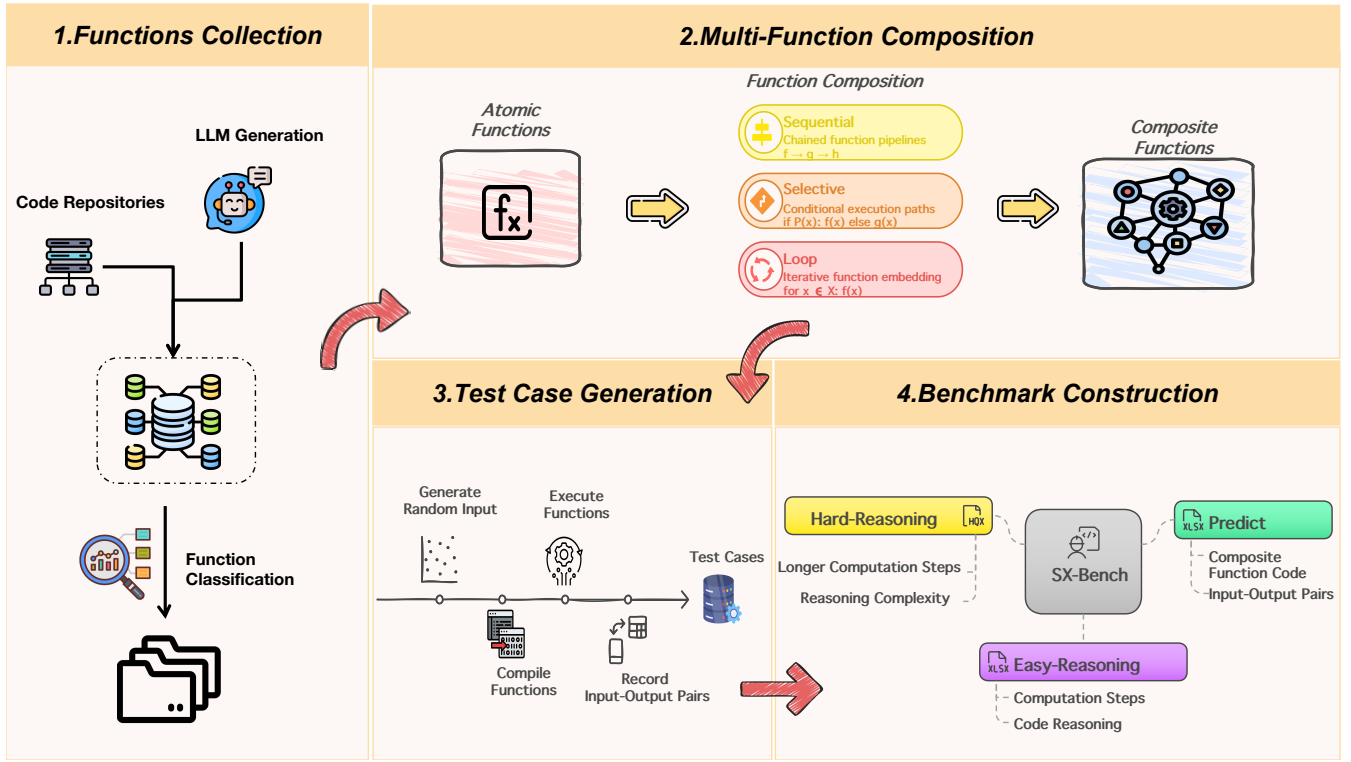 1.Functions Collection
LLM Generation
Code Repositories
Function
Classification
2.Multi-Function Composition
Atomic
Functions
fx
Function Composition
Sequential
Chained function pipelines
f → g → h
Selective
Conditional execution paths
if P(x): f(x) else g(x)
Loop
Iterative function embedding
for x ∈ X: f(x)
Composite
Functions
3.Test Case Generation
Generate
Random Input
Execute
Functions
Test Cases
Compile
Functions
Record
Input-Output Pairs
4.Benchmark Construction
Hard-Reasoning
HQX
Longer Computation Steps
Reasoning Complexity
</>
SX-Bench
XLSX
Predict
Composite
Function Code
Input-Output Pairs
XLSX
Easy-Reasoning
Computation Steps
Code Reasoning